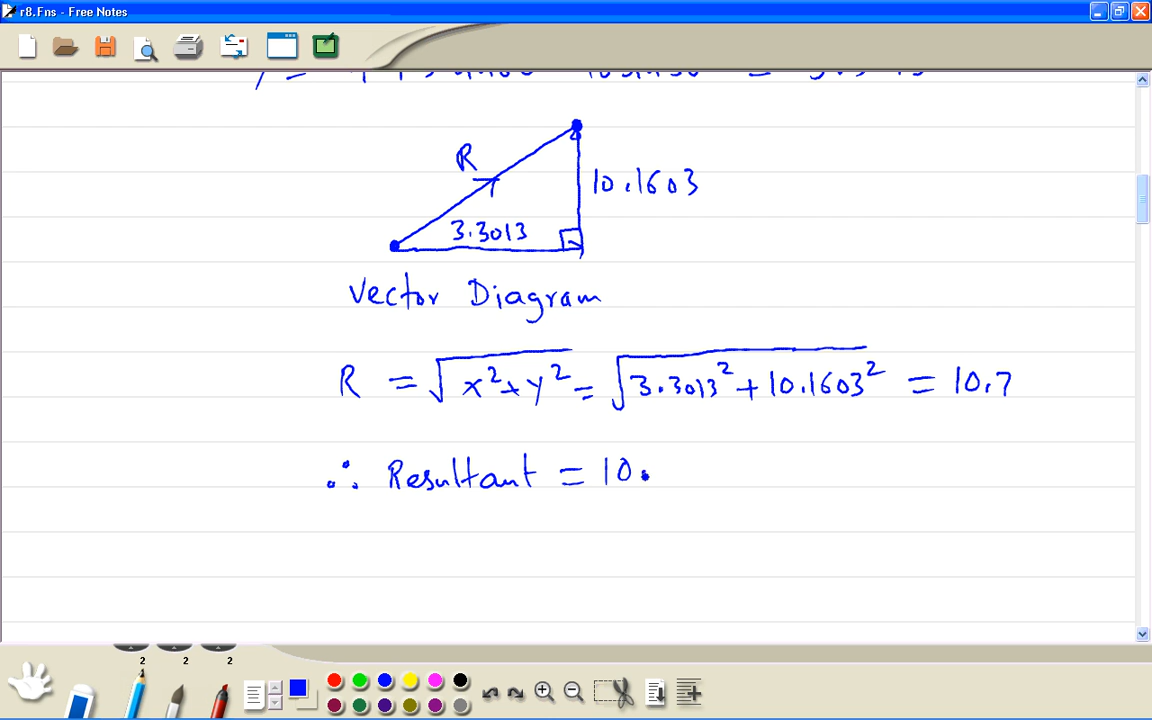 r8.Fns - Free Notes
R
10.1603
3.3013
Vector Diagram
R = √x²+y² = √3.3013²+10.1603² = 10.7
∴ Resultant = 10.
2 2 2